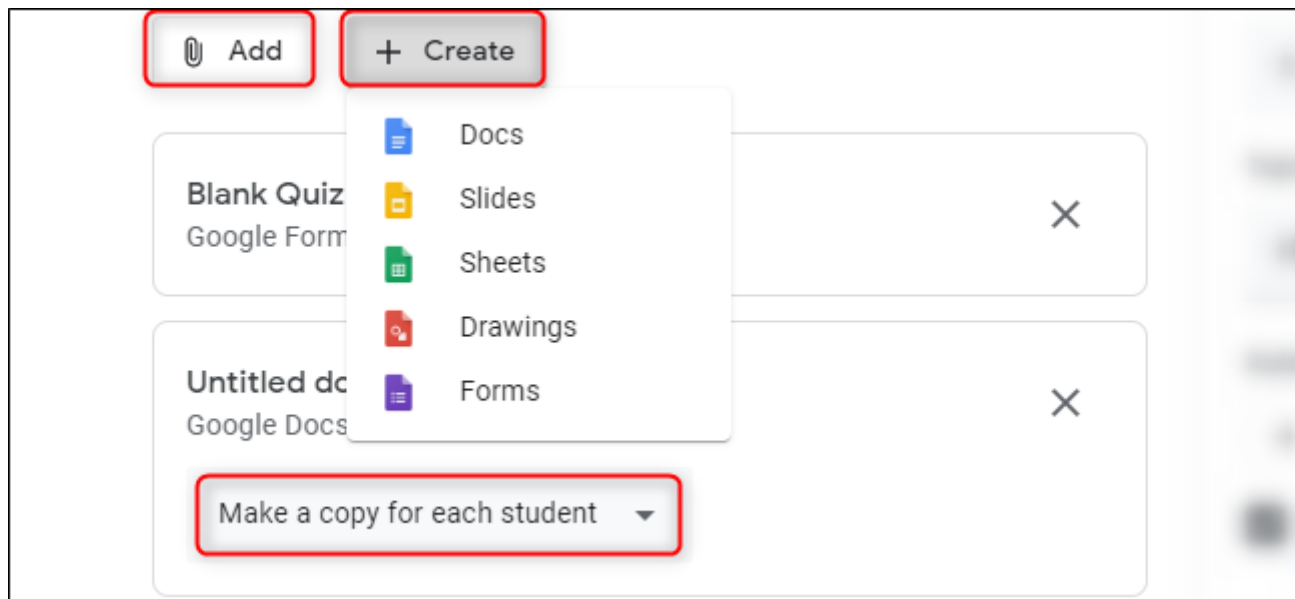 Add
+ Create
Docs
Slides
Sheets
Drawings
Forms
Blank Quiz
Google Form
Untitled do
Google Docs
Make a copy for each student